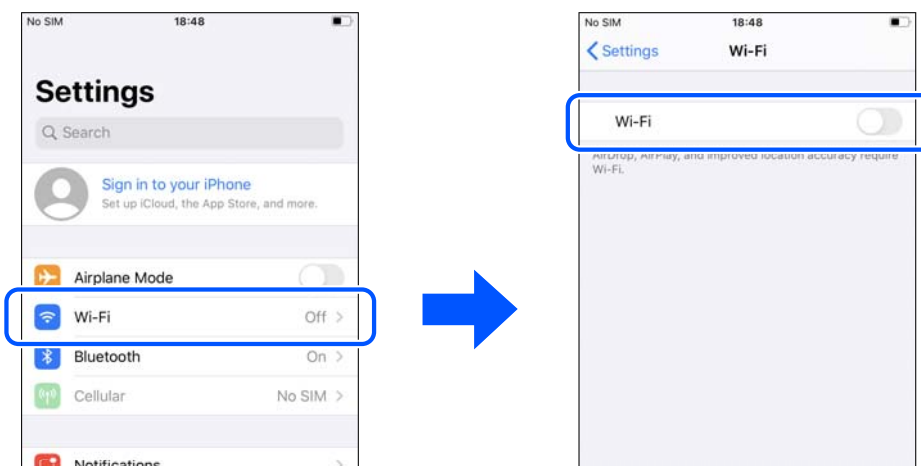 No SIM 18:48
Settings
Search
Sign in to your iPhone
Set up iCloud, the App Store, and more.
Airplane Mode
Wi-Fi Off
Bluetooth On
Cellular No SIM
Notifications
No SIM 18:48
Settings Wi-Fi
Wi-Fi
AirDrop, AirPlay, and improved location accuracy require
Wi-Fi.